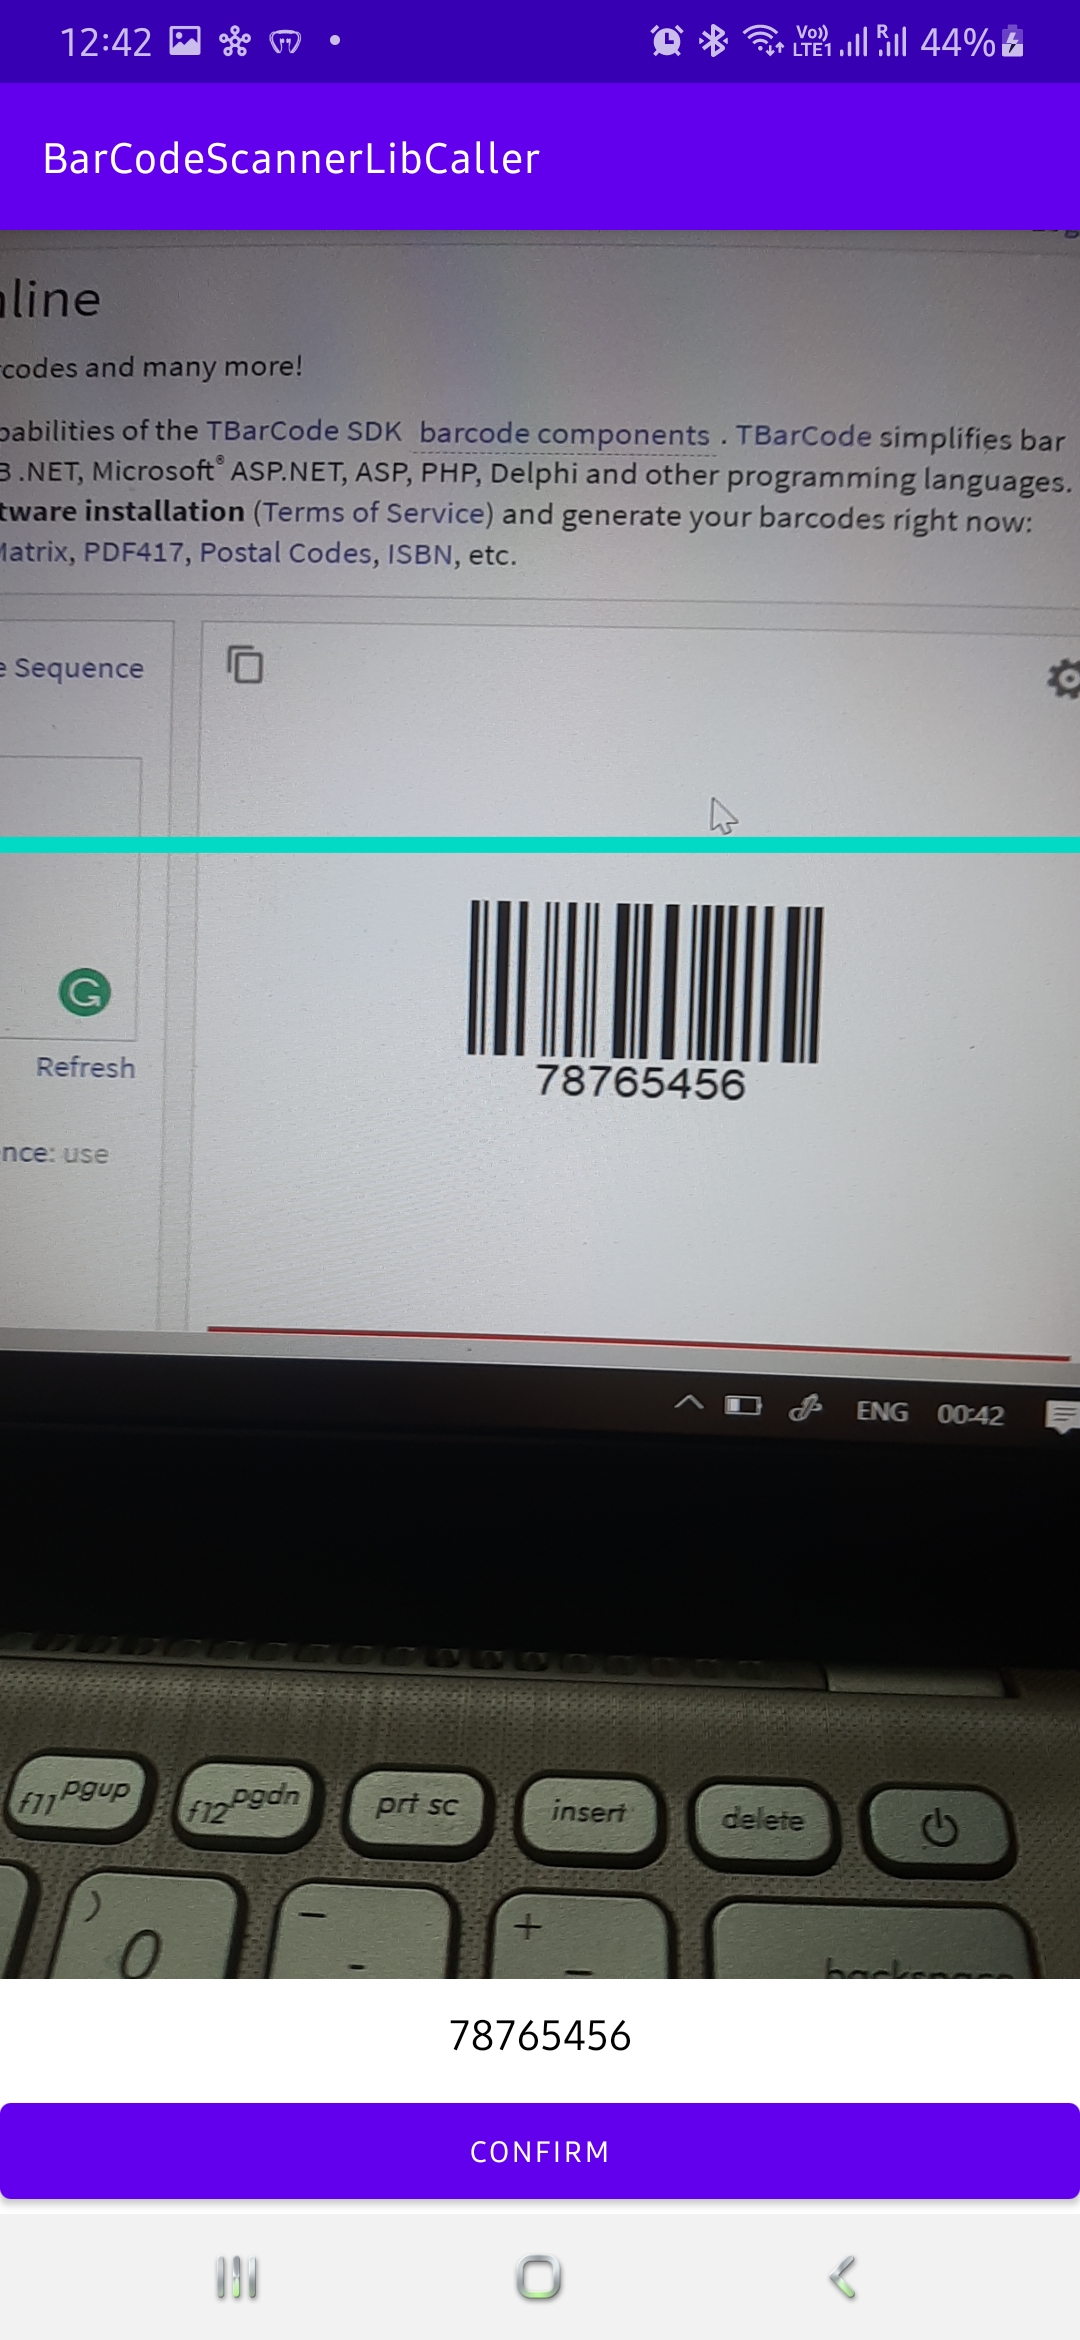 12:42
Vo)) LTE1 R 44%
BarCodeScannerLibCaller
line
codes and many more!
abilities of the TBarCode SDK barcode components . TBarCode simplifies bar
.NET, Microsoft® ASP.NET, ASP, PHP, Delphi and other programming languages.
tware installation (Terms of Service) and generate your barcodes right now:
Matrix, PDF417, Postal Codes, ISBN, etc.
e Sequence
78765456
G
Refresh
nce: use
ENG 00:42
f11 pgup f12 pgdn prt sc insert delete
) – +
0 - =
backspace
78765456
CONFIRM